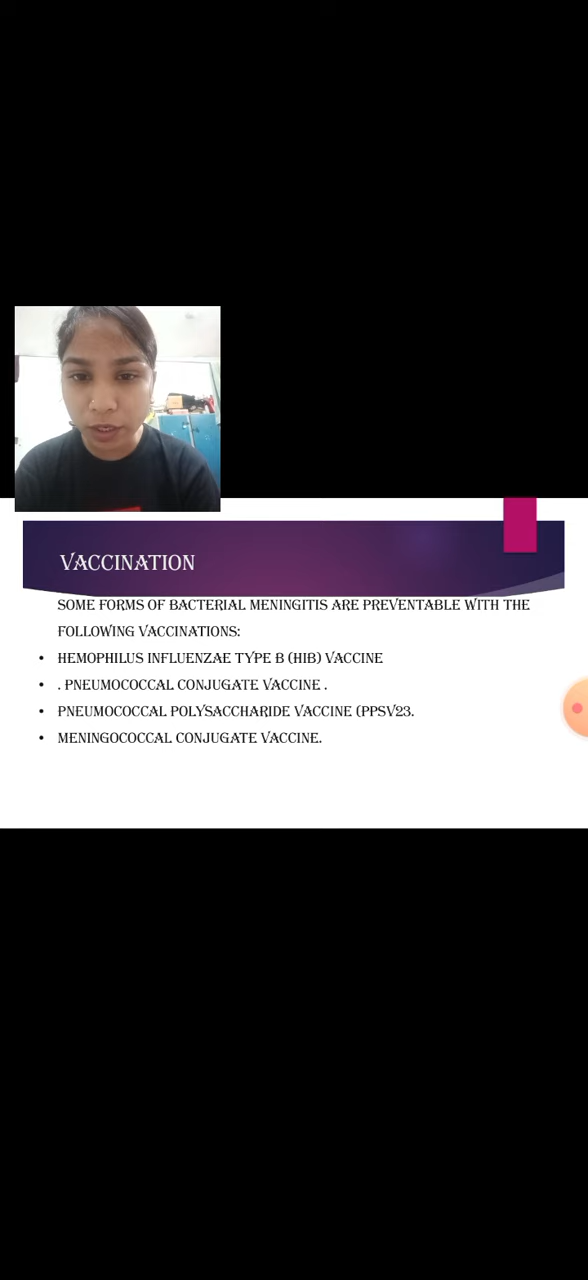 VACCINATION
SOME FORMS OF BACTERIAL MENINGITIS ARE PREVENTABLE WITH THE
FOLLOWING VACCINATIONS:
• HEMOPHILUS INFLUENZAE TYPE B (HIB) VACCINE
• . PNEUMOCOCCAL CONJUGATE VACCINE .
• PNEUMOCOCCAL POLYSACCHARIDE VACCINE (PPSV23.
• MENINGOCOCCAL CONJUGATE VACCINE.